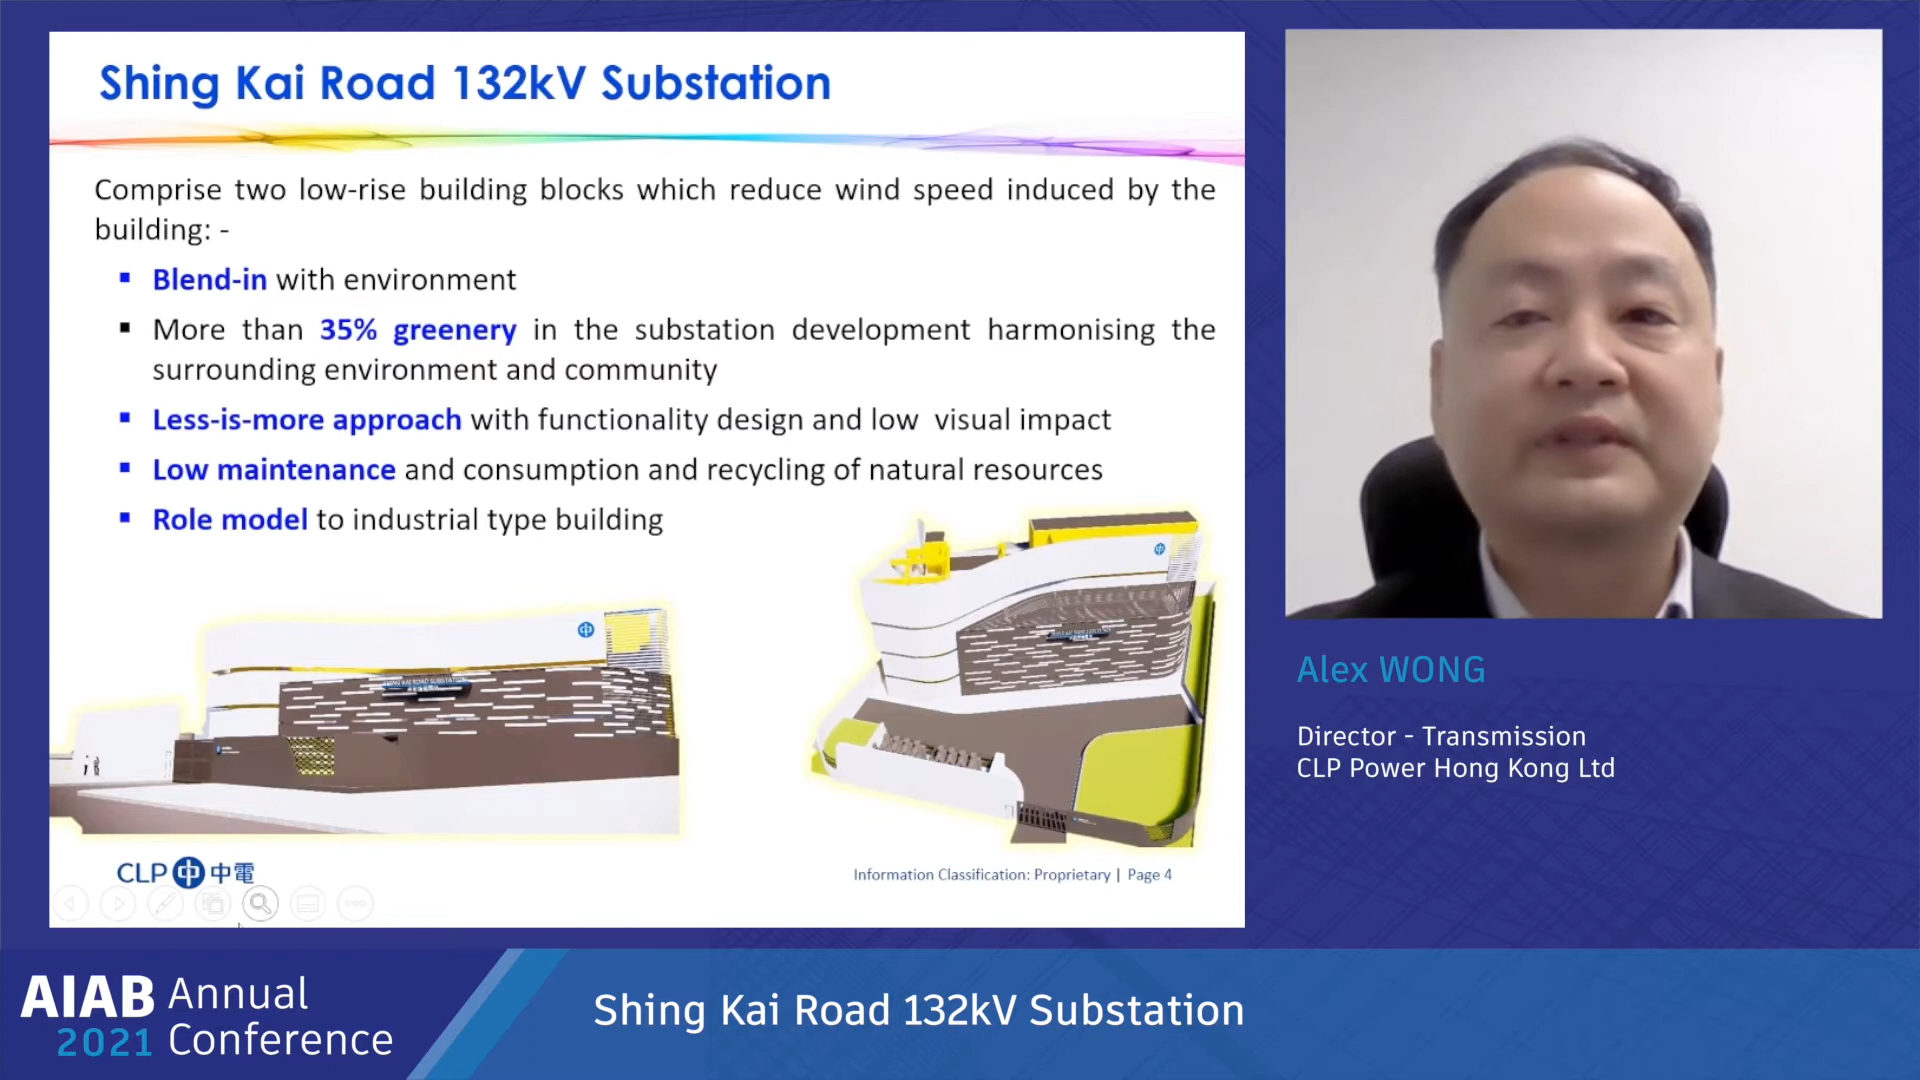 Shing Kai Road 132kV Substation
Comprise two low-rise building blocks which reduce wind speed induced by the
building: -
Blend-in with environment
More than 35% greenery in the substation development harmonising the
surrounding environment and community
Less-is-more approach with functionality design and low visual impact
Low maintenance and consumption and recycling of natural resources
Role model to industrial type building
SHING KAI ROAD SUBSTATION
CLP 中電
Information Classification: Proprietary | Page 4
Alex WONG
Director - Transmission
CLP Power Hong Kong Ltd
AIAB Annual
2021 Conference
Shing Kai Road 132kV Substation